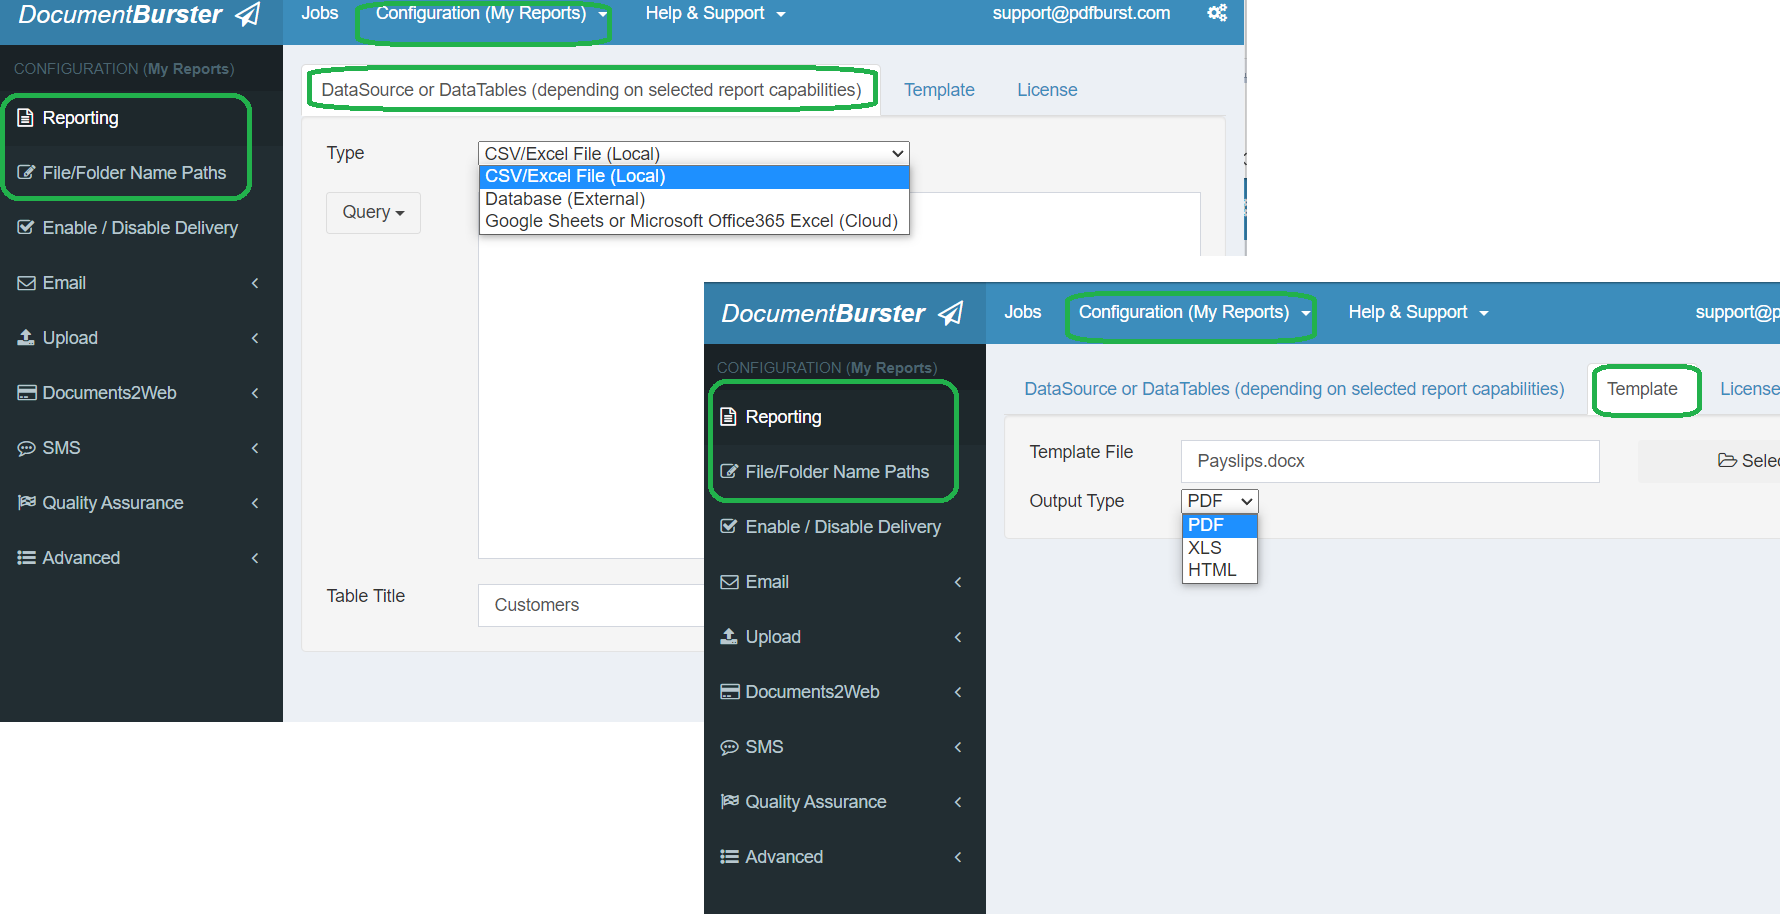 DocumentBurster
Jobs
Configuration (My Reports)
Help & Support
support@pdfburst.com
CONFIGURATION (My Reports)
Reporting
File/Folder Name Paths
Enable / Disable Delivery
Email
Upload
Documents2Web
SMS
Quality Assurance
Advanced
DataSource or DataTables (depending on selected report capabilities)
Template
License
Type
CSV/Excel File (Local)
CSV/Excel File (Local)
Database (External)
Google Sheets or Microsoft Office365 Excel (Cloud)
Query
Table Title
Customers
DocumentBurster
Jobs
Configuration (My Reports)
Help & Support
support@p
CONFIGURATION (My Reports)
Reporting
File/Folder Name Paths
Enable / Disable Delivery
Email
Upload
Documents2Web
SMS
Quality Assurance
Advanced
DataSource or DataTables (depending on selected report capabilities)
Template
License
Template File
Payslips.docx
Selec
Output Type
PDF
PDF
XLS
HTML